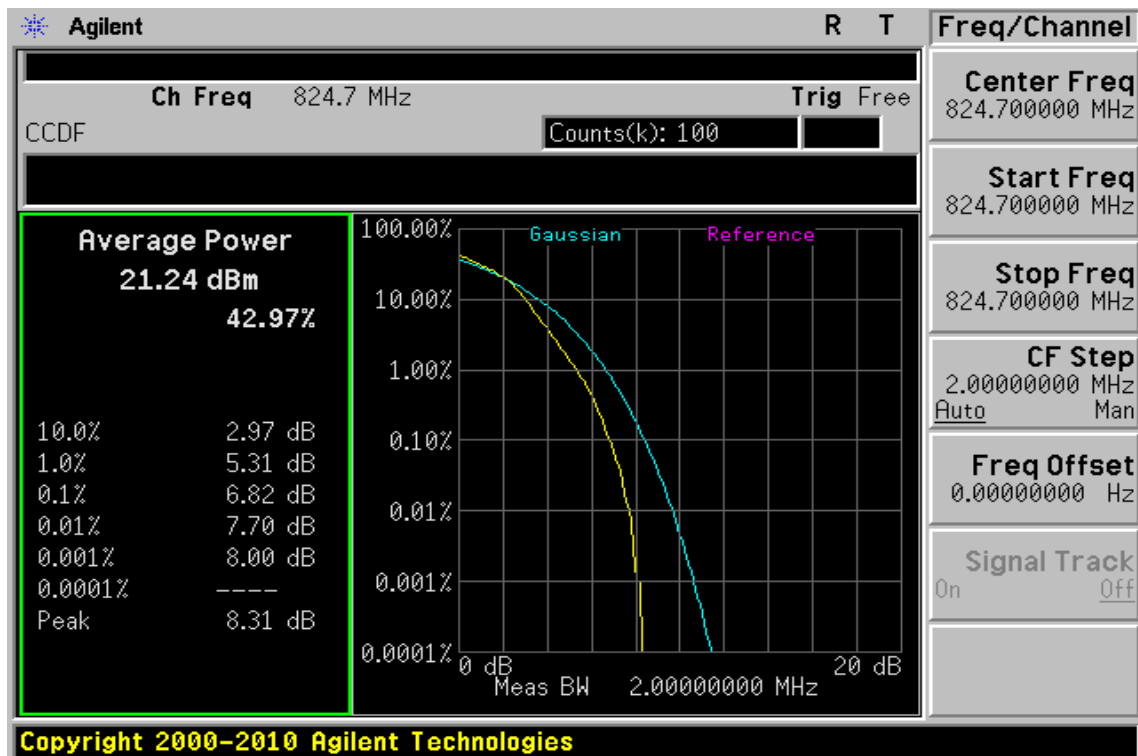 Agilent R T
Ch Freq 824.7 MHz Trig Free
CCDF Counts(k): 100
Average Power
21.24 dBm
42.97%
10.0% 2.97 dB
1.0% 5.31 dB
0.1% 6.82 dB
0.01% 7.70 dB
0.001% 8.00 dB
0.0001% ----
Peak 8.31 dB
Gaussian Reference
100.00%
10.00%
1.00%
0.10%
0.01%
0.001%
0.0001%
0 dB 20 dB
Meas BW 2.00000000 MHz
Freq/Channel
Center Freq
824.700000 MHz
Start Freq
824.700000 MHz
Stop Freq
824.700000 MHz
CF Step
2.00000000 MHz
Auto Man
Freq Offset
0.00000000 Hz
Signal Track
On Off
Copyright 2000-2010 Agilent Technologies